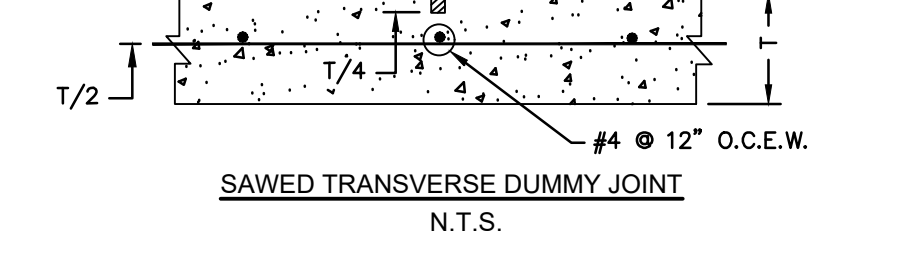 T
T/4
T/2
#4 @ 12" O.C.E.W.
SAWED TRANSVERSE DUMMY JOINT
N.T.S.